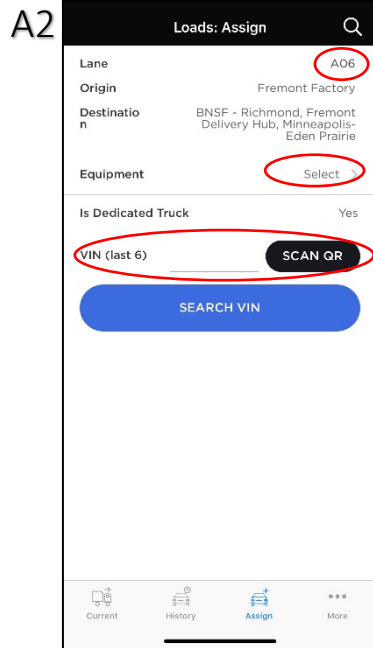 A2
Loads: Assign
Lane A06
Origin Fremont Factory
Destinatio BNSF - Richmond, Fremont
n Delivery Hub, Minneapolis-
Eden Prairie
Equipment Select >
Is Dedicated Truck Yes
VIN (last 6) SCAN QR
SEARCH VIN
Current History Assign More